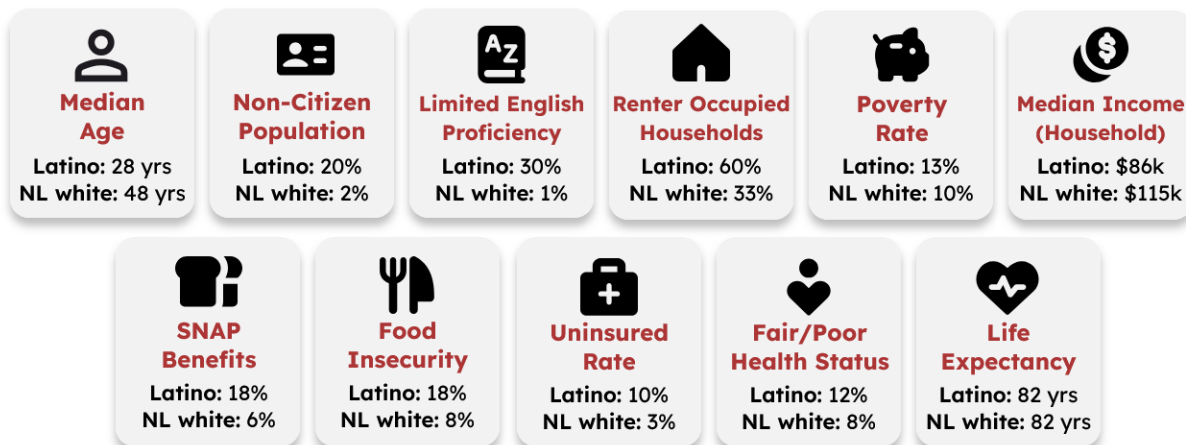 Median
Age
Latino: 28 yrs
NL white: 48 yrs
Non-Citizen
Population
Latino: 20%
NL white: 2%
AZ
Limited English
Proficiency
Latino: 30%
NL white: 1%
Renter Occupied
Households
Latino: 60%
NL white: 33%
Poverty
Rate
Latino: 13%
NL white: 10%
$
Median Income
(Household)
Latino: $86k
NL white: $115k
SNAP
Benefits
Latino: 18%
NL white: 6%
Food
Insecurity
Latino: 18%
NL white: 8%
Uninsured
Rate
Latino: 10%
NL white: 3%
Fair/Poor
Health Status
Latino: 12%
NL white: 8%
Life
Expectancy
Latino: 82 yrs
NL white: 82 yrs